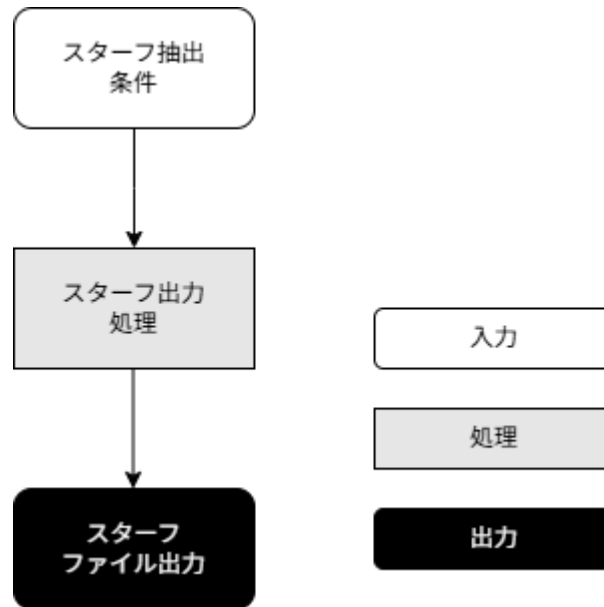 スターフ抽出
条件
スターフ出力
処理
スターフ
ファイル出力
入力
処理
出力